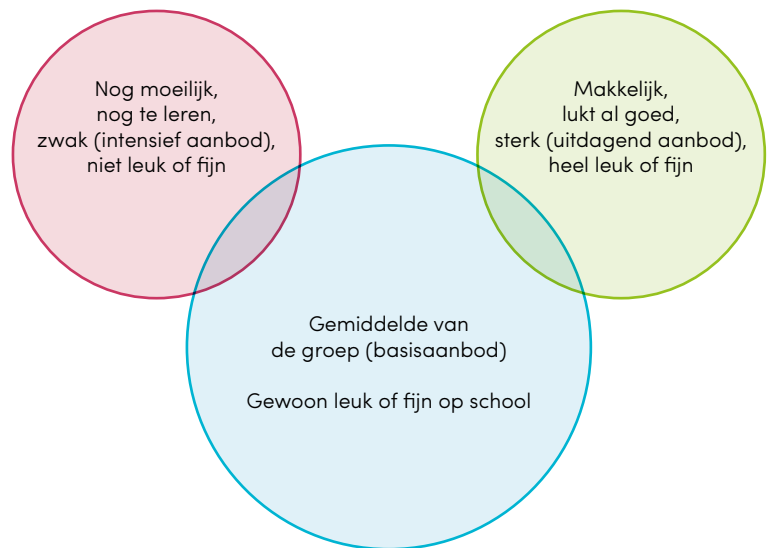 Nog moeilijk,
nog te leren,
zwak (intensief aanbod),
niet leuk of fijn
Makkelijk,
lukt al goed,
sterk (uitdagend aanbod),
heel leuk of fijn
Gemiddelde van
de groep (basisaanbod)
Gewoon leuk of fijn op school